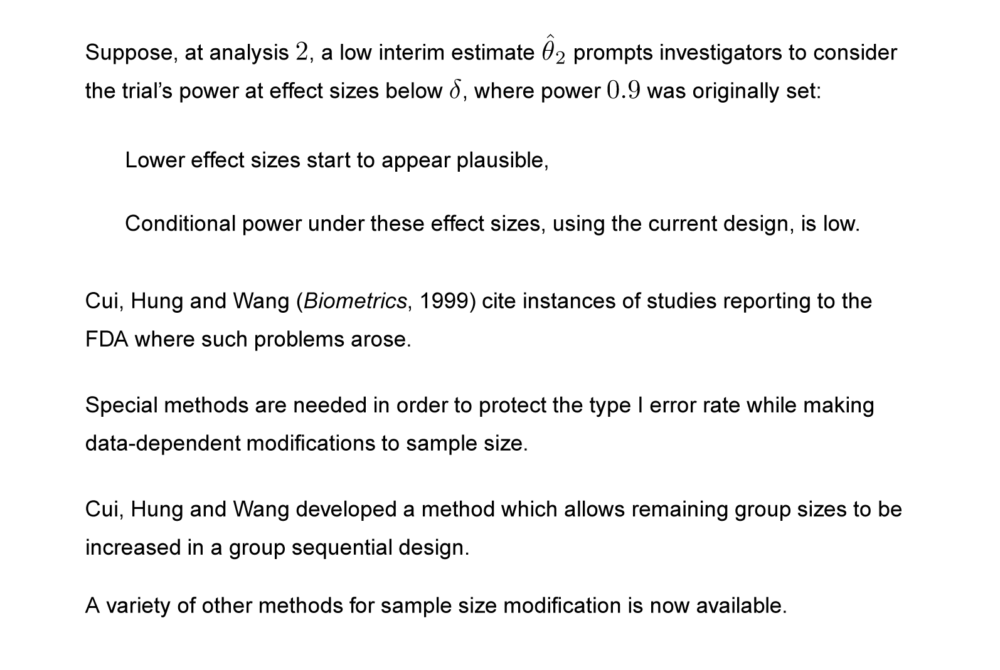 Suppose, at analysis 2, a low interim estimate θ̂₂ prompts investigators to consider
the trial’s power at effect sizes below δ, where power 0.9 was originally set:
Lower effect sizes start to appear plausible,
Conditional power under these effect sizes, using the current design, is low.
Cui, Hung and Wang (Biometrics, 1999) cite instances of studies reporting to the
FDA where such problems arose.
Special methods are needed in order to protect the type I error rate while making
data-dependent modifications to sample size.
Cui, Hung and Wang developed a method which allows remaining group sizes to be
increased in a group sequential design.
A variety of other methods for sample size modification is now available.